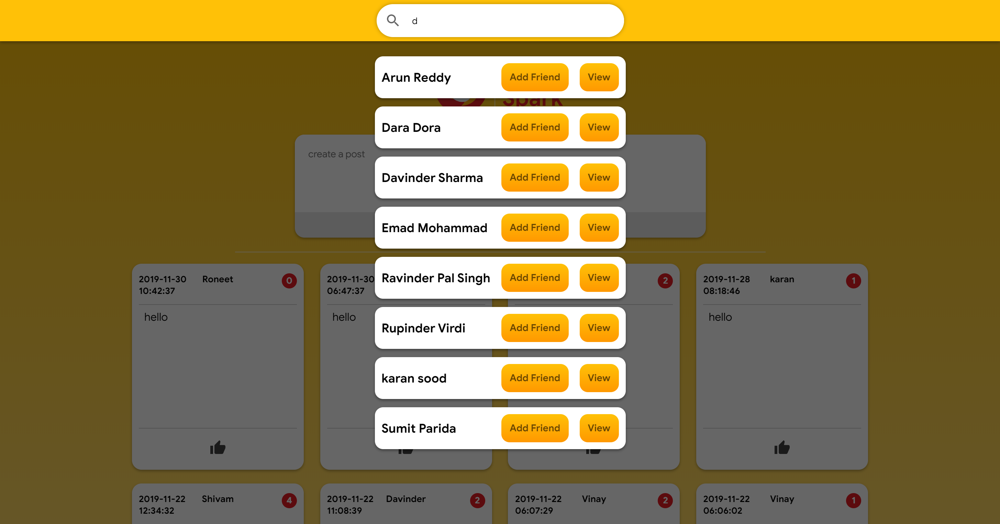 d
Arun Reddy Add Friend View
Spark
Dara Dora Add Friend View
create a post
Davinder Sharma Add Friend View
Emad Mohammad Add Friend View
Ravinder Pal Singh Add Friend View
2019-11-30 Roneet 0
10:42:37
hello
2019-11-30
06:47:37
hello
2
2019-11-28 karan 1
08:18:46
hello
Rupinder Virdi Add Friend View
karan sood Add Friend View
Sumit Parida Add Friend View
2019-11-22 Shivam 4
12:34:32
2019-11-22 Davinder 2
11:08:39
2019-11-22 Vinay 2
06:07:29
2019-11-22 Vinay 1
06:06:02